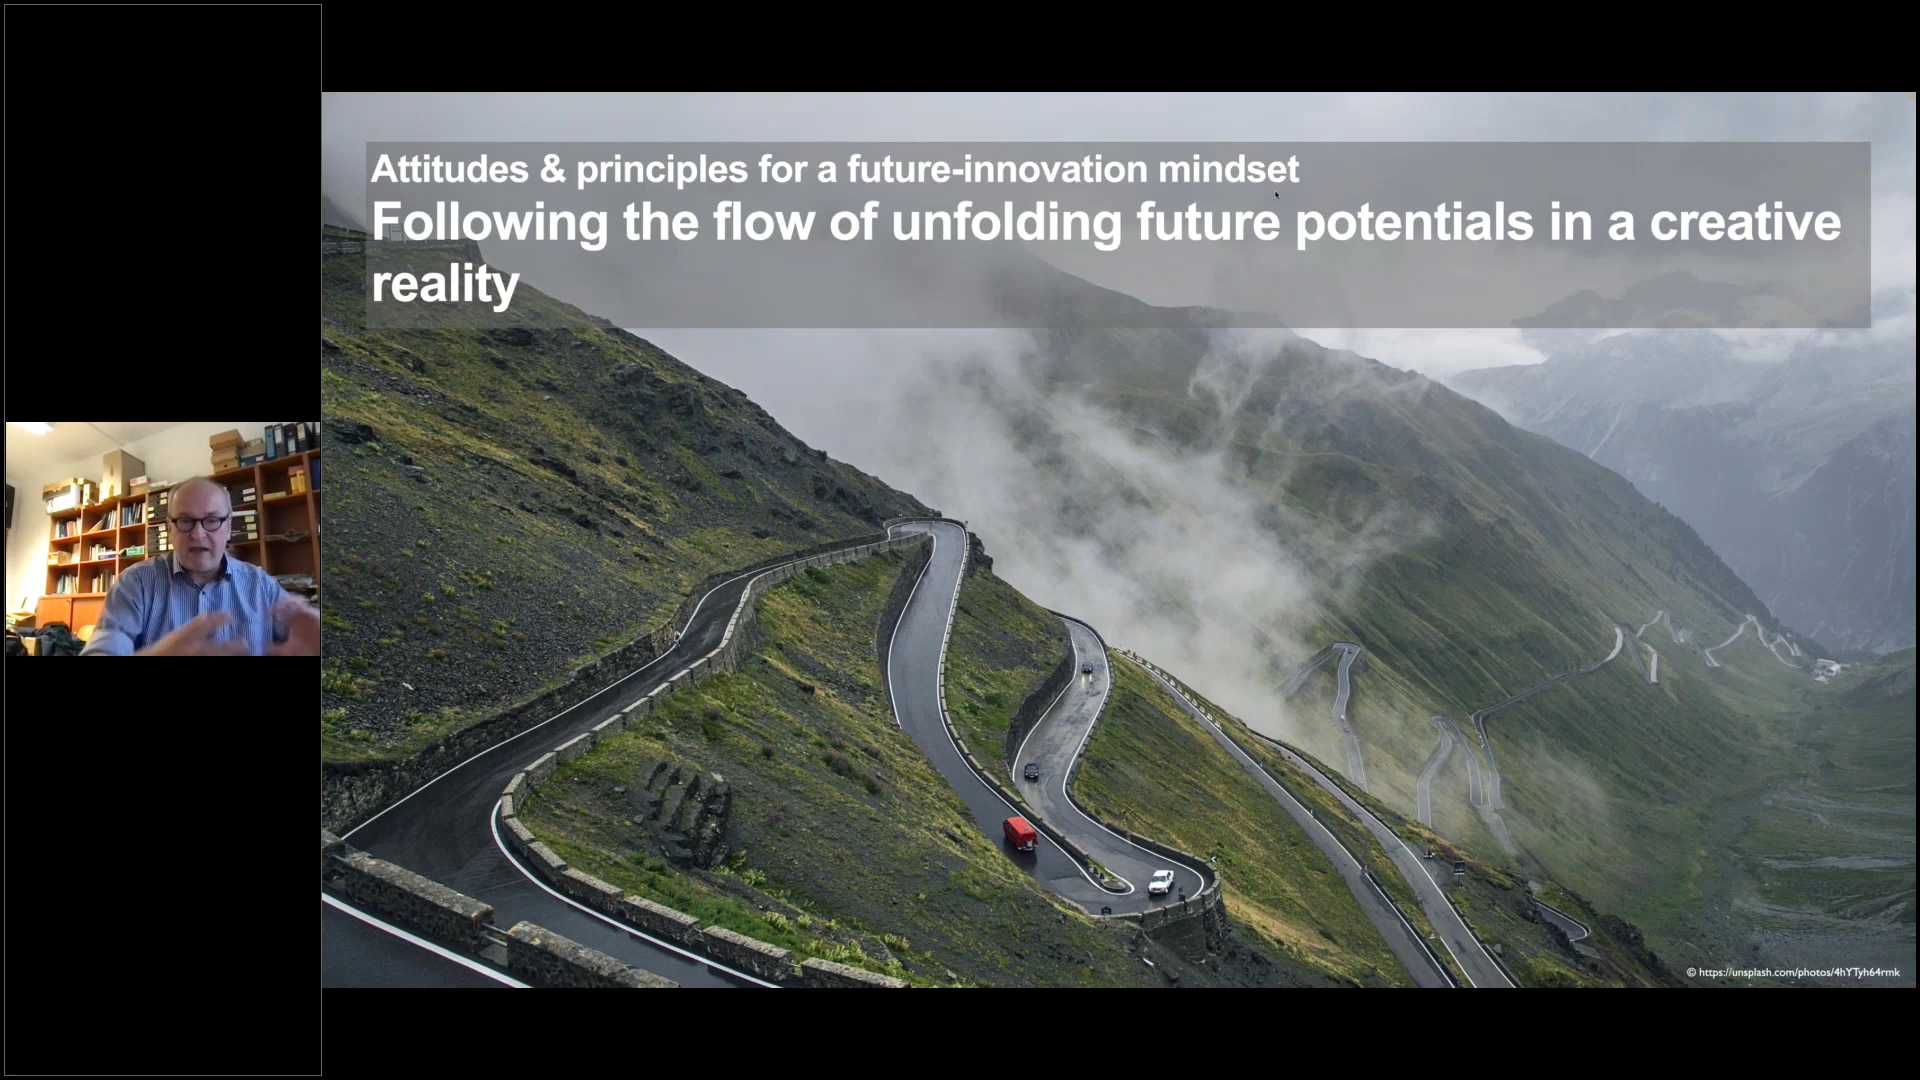 Attitudes & principles for a future-innovation mindset
Following the flow of unfolding future potentials in a creative
reality
© https://unsplash.com/photos/4hYTyh64rmk